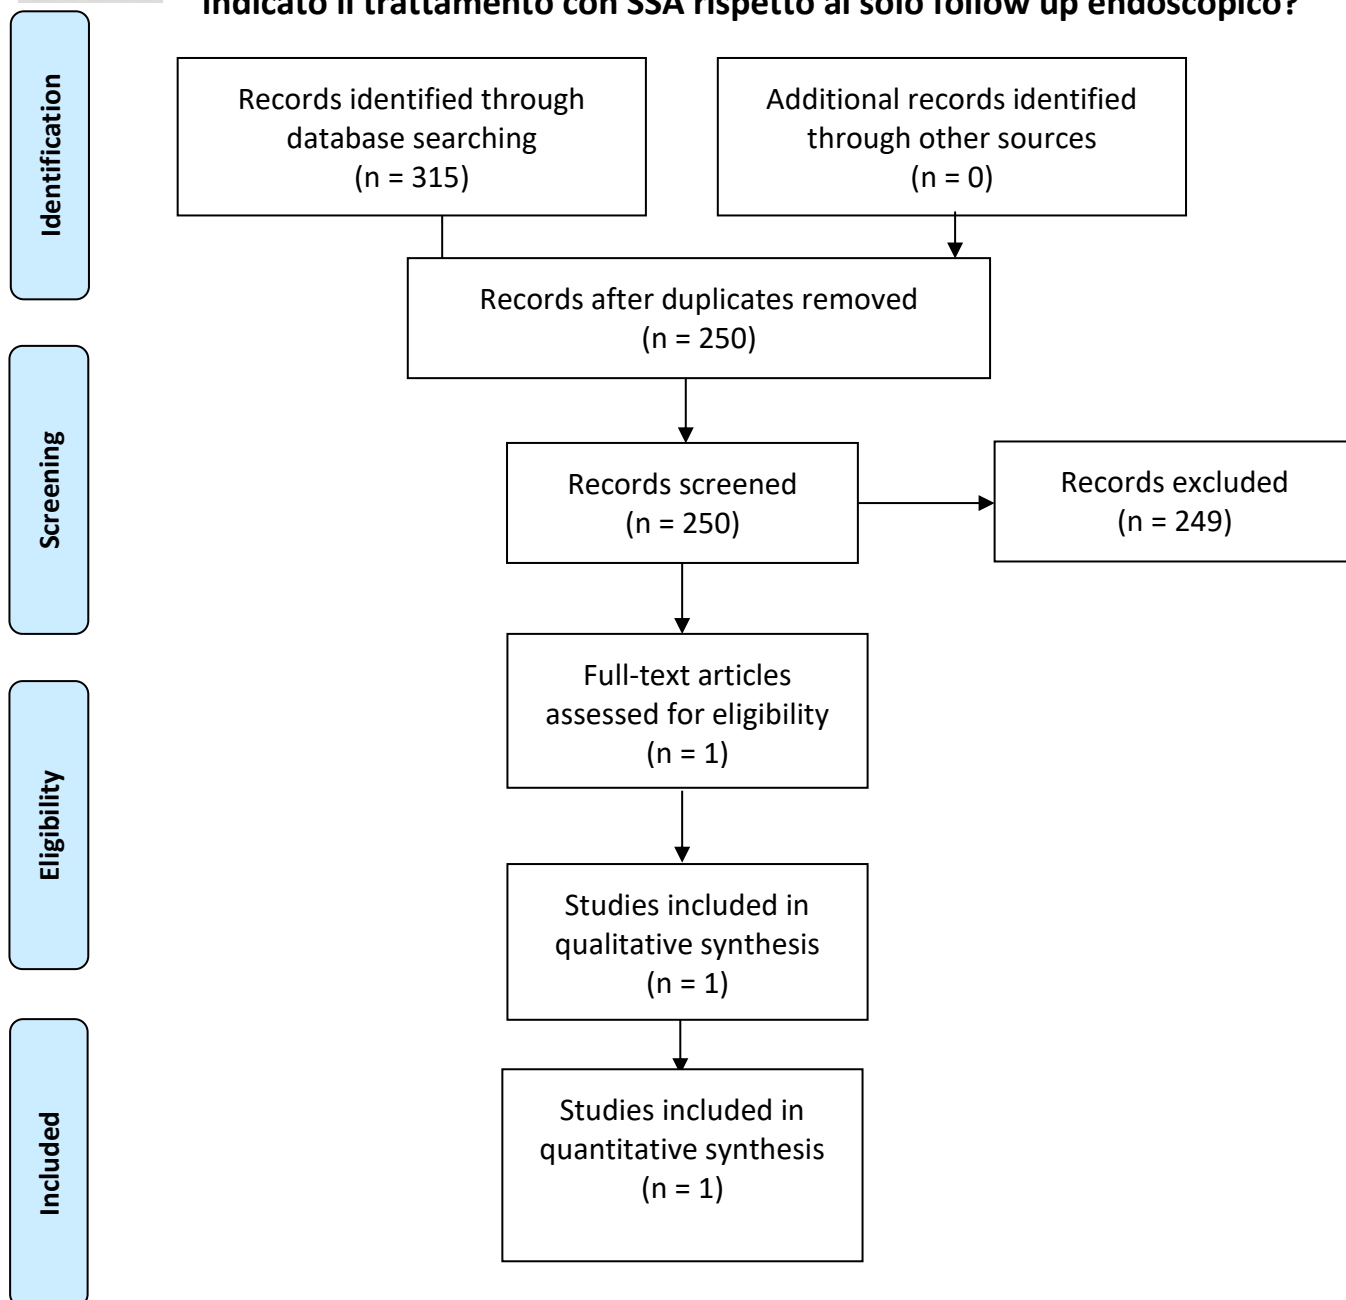 indicato il trattamento con SSA rispetto al solo follow up endoscopico?
Identification
Records identified through
database searching
(n = 315)
Additional records identified
through other sources
(n = 0)
Records after duplicates removed
(n = 250)
Screening
Records screened
(n = 250)
Records excluded
(n = 249)
Eligibility
Full-text articles
assessed for eligibility
(n = 1)
Studies included in
qualitative synthesis
(n = 1)
Included
Studies included in
quantitative synthesis
(n = 1)